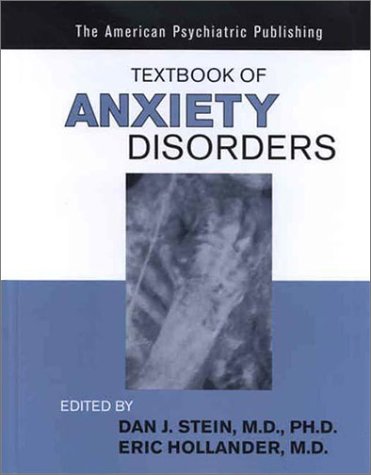 The American Psychiatric Publishing
TEXTBOOK OF
ANXIETY
DISORDERS
EDITED BY
DAN J. STEIN, M.D., PH.D.
ERIC HOLLANDER, M.D.